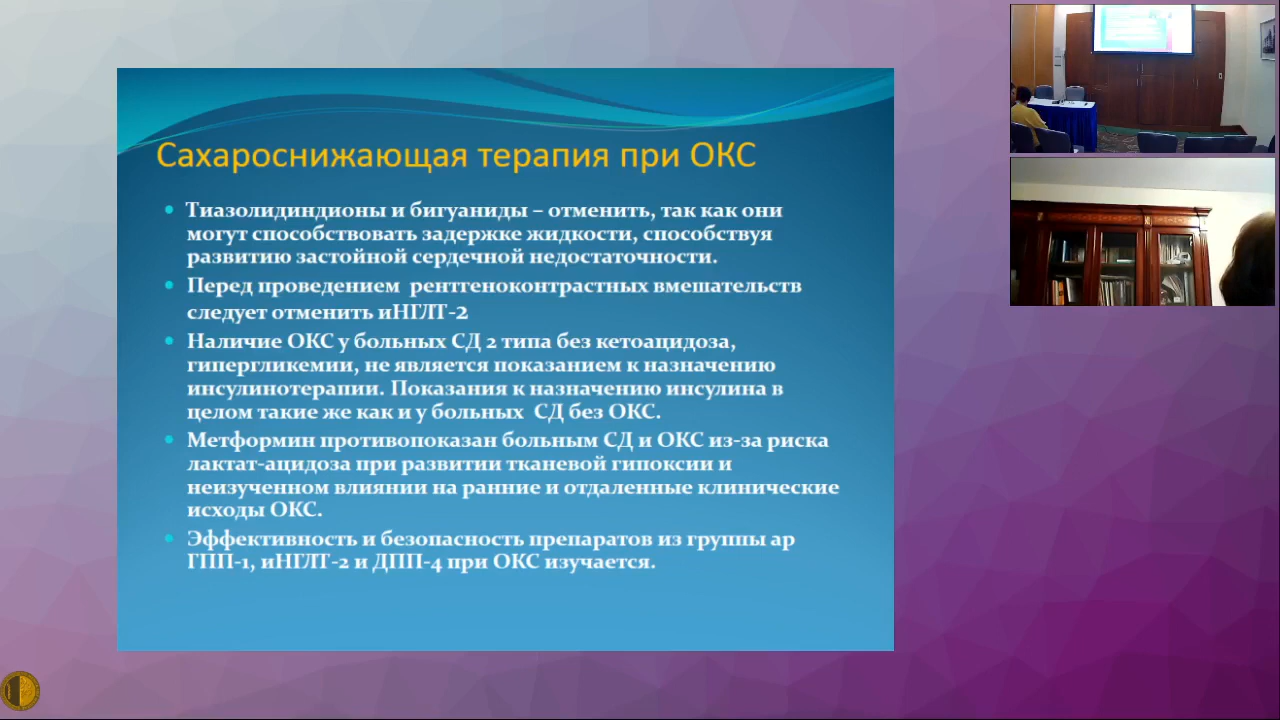 Сахароснижающая терапия при ОКС
Тиазолидиндионы и бигуаниды – отменить, так как они
могут способствовать задержке жидкости, способствуя
развитию застойной сердечной недостаточности.
Перед проведением рентгеноконтрастных вмешательств
следует отменить иНГЛТ-2
Наличие ОКС у больных СД 2 типа без кетоацидоза,
гипергликемии, не является показанием к назначению
инсулинотерапии. Показания к назначению инсулина в
целом такие же как и у больных СД без ОКС.
Метформин противопоказан больным СД и ОКС из-за риска
лактат-ацидоза при развитии тканевой гипоксии и
неизученном влиянии на ранние и отдаленные клинические
исходы ОКС.
Эффективность и безопасность препаратов из группы ар
ГПП-1, иНГЛТ-2 и ДПП-4 при ОКС изучается.